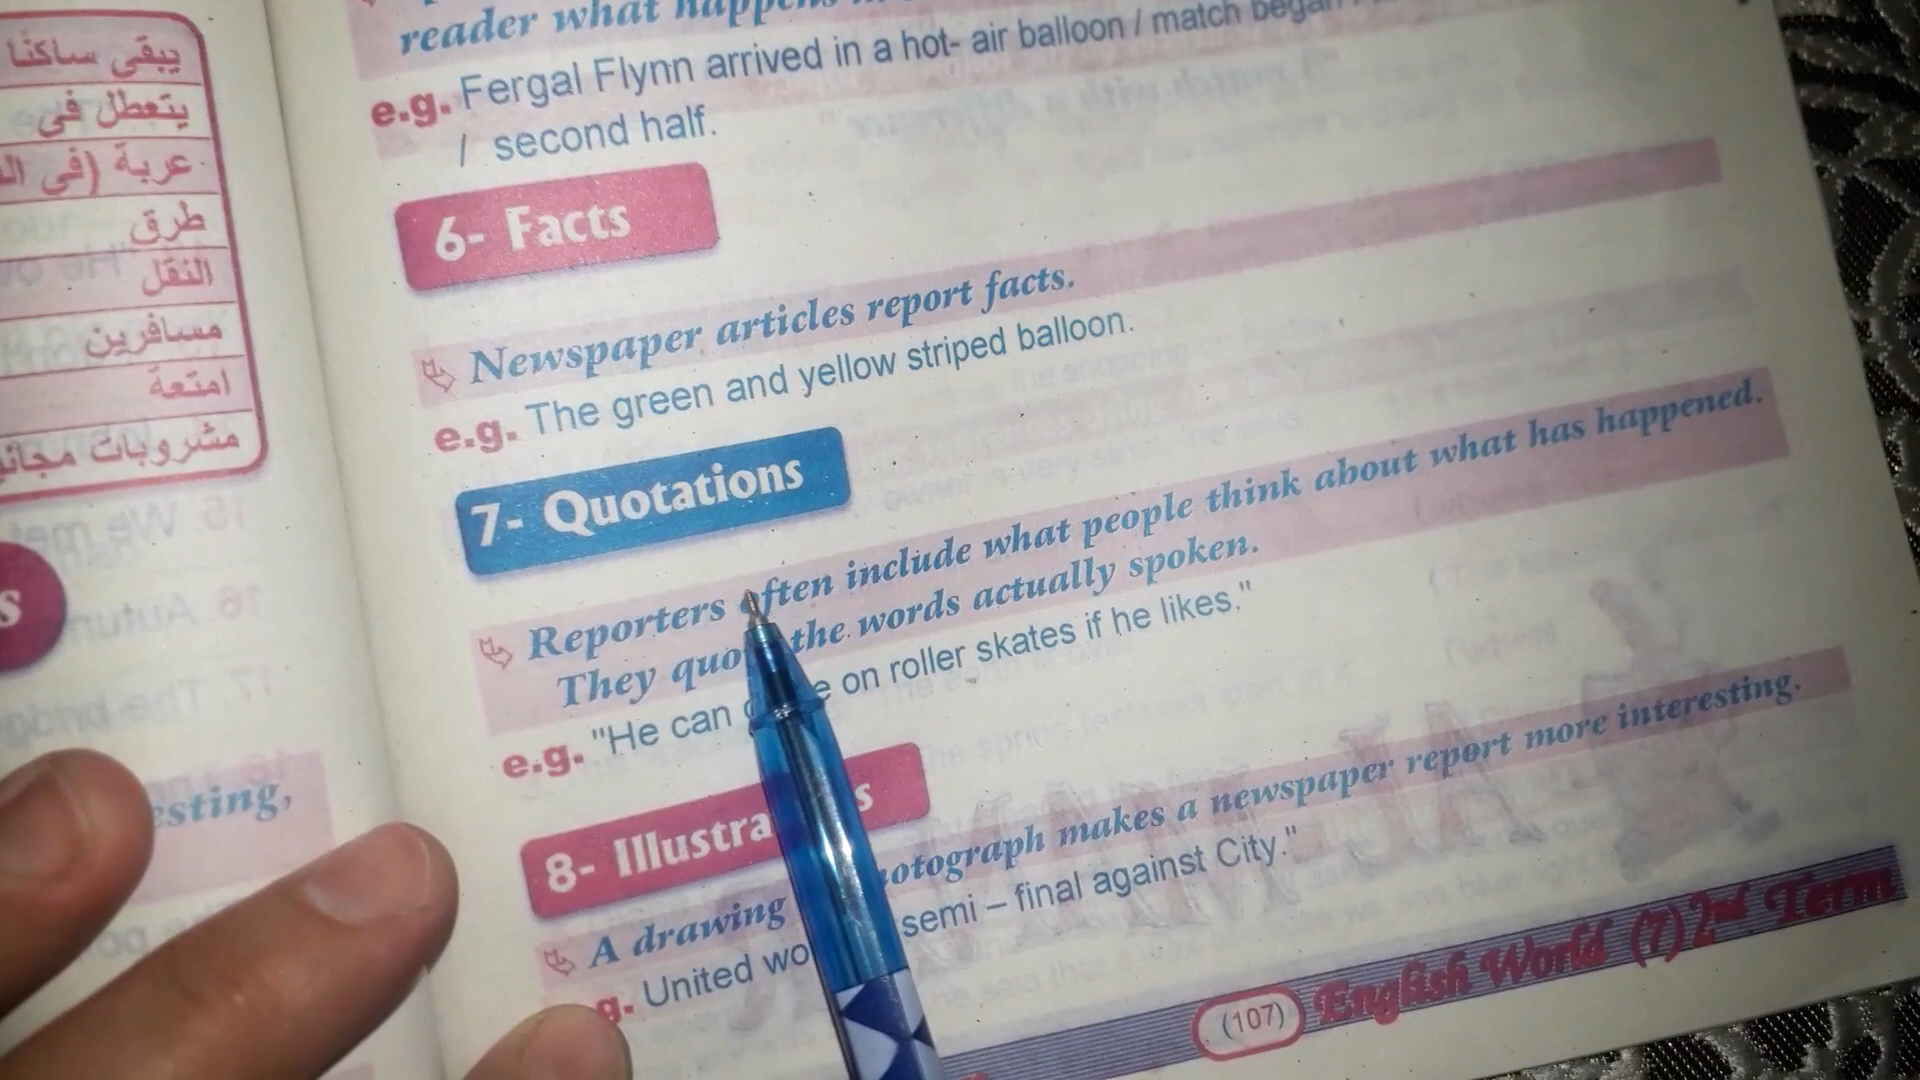 يبقى ساكنًا
يتعطل فى
عربة (فى
طرق
النقل
مسافرين
امتعة
مشروبات
esting,
reader what happens
e.g. Fergal Flynn arrived in a hot- air balloon / match began
/ second half.
6- Facts
Newspaper articles report facts.
e.g. The green and yellow striped balloon.
7- Quotations
Reporters often include what people think about what has happened.
They quo the words actually spoken.
e.g. "He can e on roller skates if he likes."
8- Illustra s
A drawing otograph makes a newspaper report more interesting.
g. United wo semi – final against City."
(107) English World (7) 2nd Term